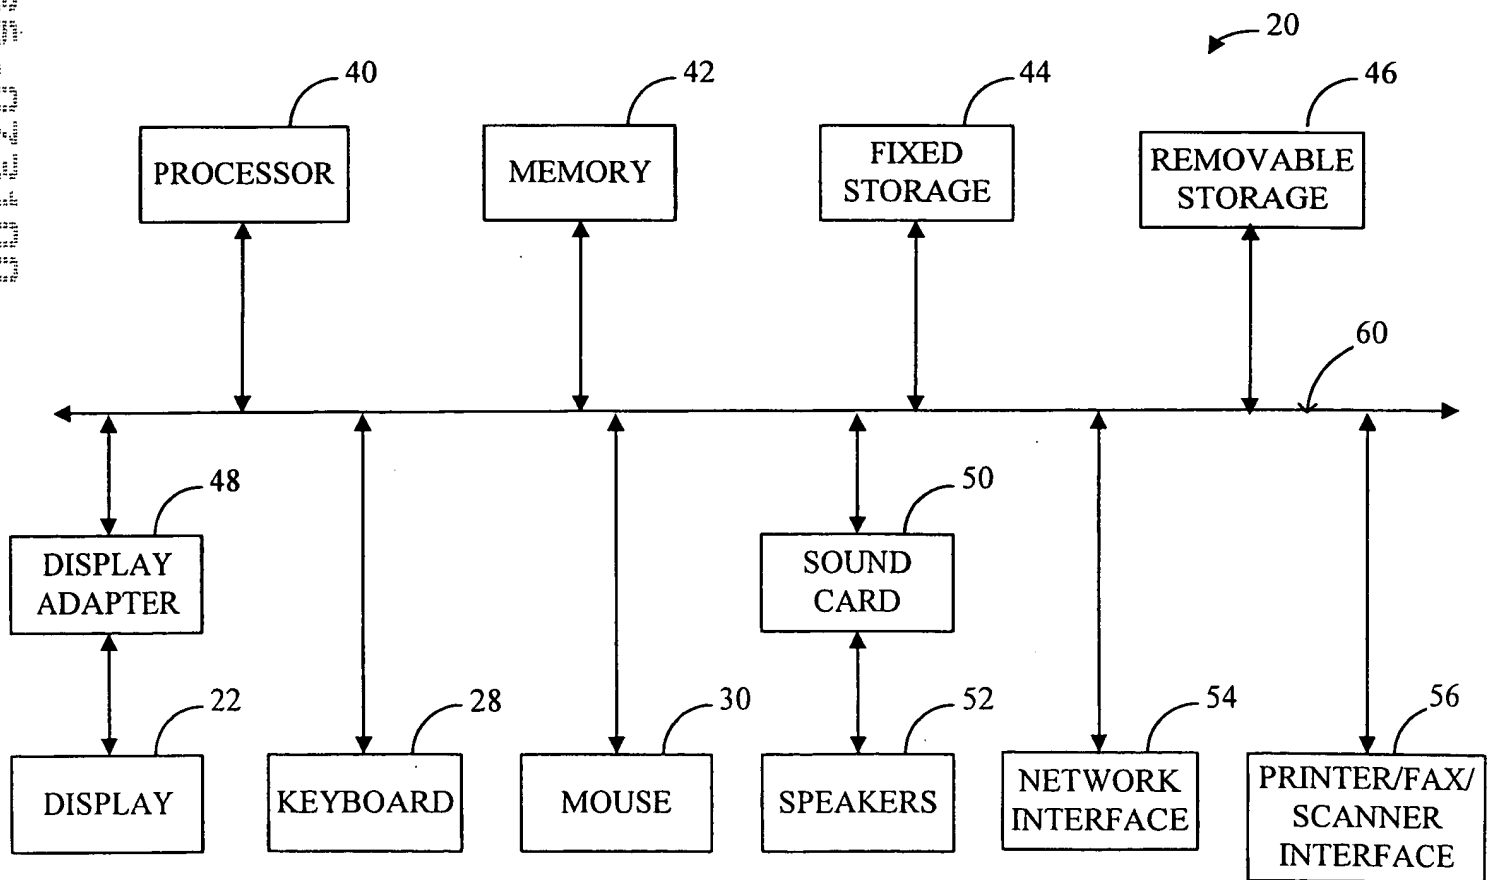 20
40
42
44
46
PROCESSOR
MEMORY
FIXED
STORAGE
REMOVABLE
STORAGE
60
48
50
DISPLAY
ADAPTER
SOUND
CARD
22
28
30
52
54
56
DISPLAY
KEYBOARD
MOUSE
SPEAKERS
NETWORK
INTERFACE
PRINTER/FAX/
SCANNER
INTERFACE